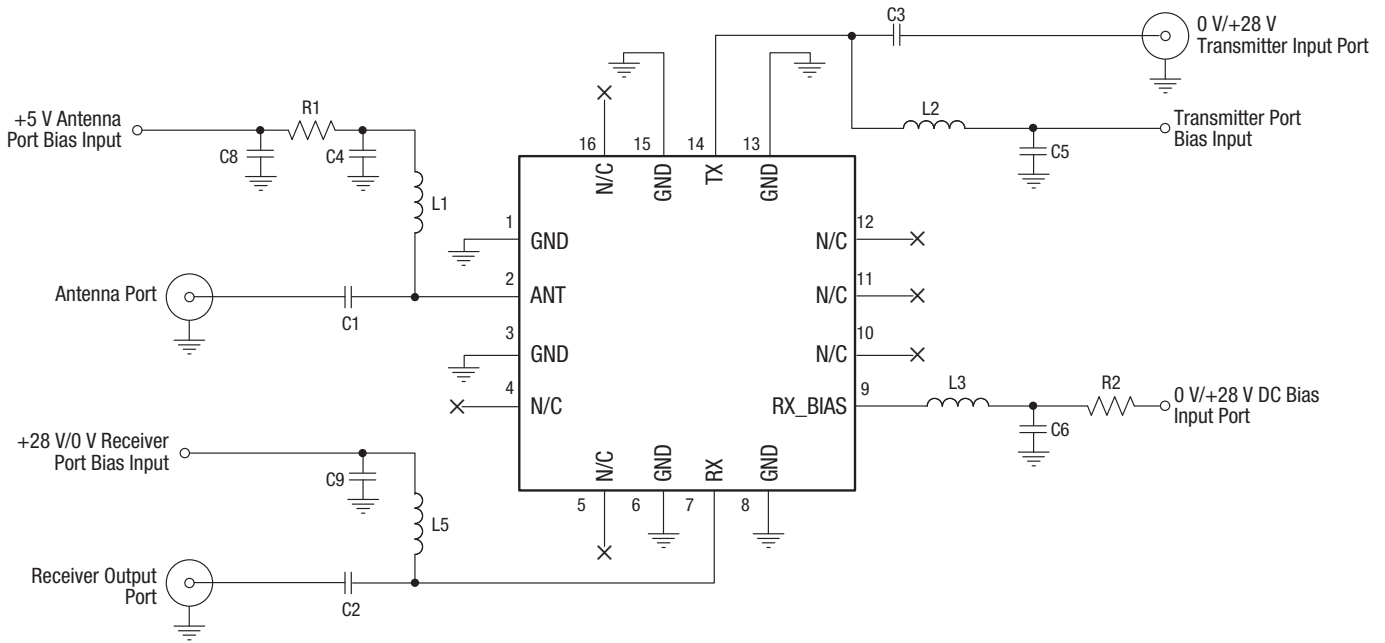 C3
0 V/+28 V
Transmitter Input Port
+5 V Antenna
Port Bias Input
R1
C8
C4
L1
L2
C5
Transmitter Port
Bias Input
16
15
14
13
N/C
GND
TX
GND
1
GND
2
ANT
3
GND
4
N/C
12
N/C
11
N/C
10
N/C
9
RX_BIAS
Antenna Port
C1
L3
R2
C6
0 V/+28 V DC Bias
Input Port
+28 V/0 V Receiver
Port Bias Input
C9
L5
N/C
GND
RX
GND
5
6
7
8
Receiver Output
Port
C2